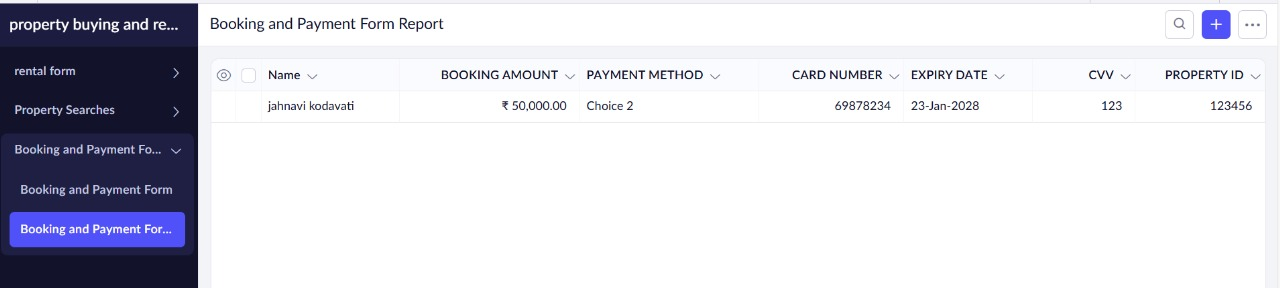 property buying and re...
Booking and Payment Form Report
rental form
Property Searches
Booking and Payment Fo...
Booking and Payment Form
Booking and Payment For...
Name BOOKING AMOUNT PAYMENT METHOD CARD NUMBER EXPIRY DATE CVV PROPERTY ID
jahnavi kodavati ₹ 50,000.00 Choice 2 69878234 23-Jan-2028 123 123456